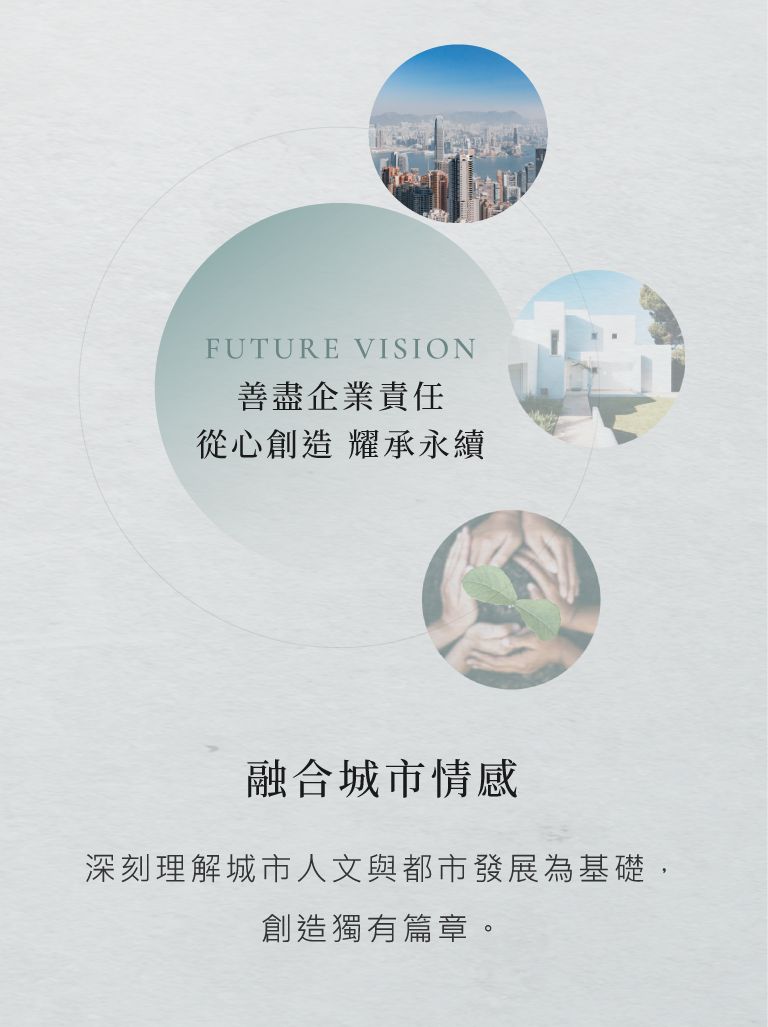 FUTURE VISION
善盡企業責任
從心創造 耀承永續
融合城市情感
深刻理解城市人文與都市發展為基礎，
創造獨有篇章。